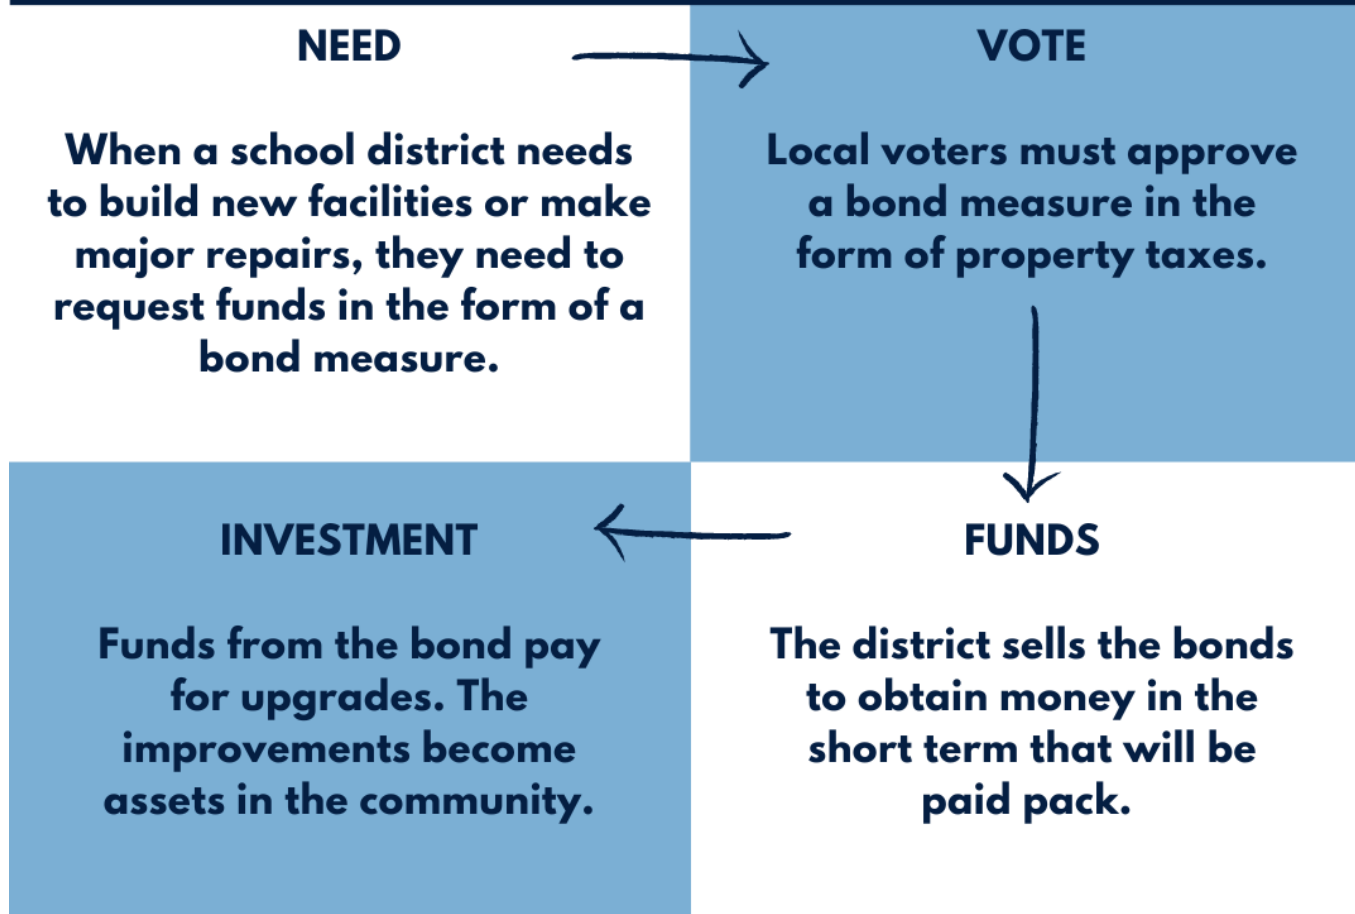 NEED
When a school district needs
to build new facilities or make
major repairs, they need to
request funds in the form of a
bond measure.
VOTE
Local voters must approve
a bond measure in the
form of property taxes.
FUNDS
The district sells the bonds
to obtain money in the
short term that will be
paid pack.
INVESTMENT
Funds from the bond pay
for upgrades. The
improvements become
assets in the community.